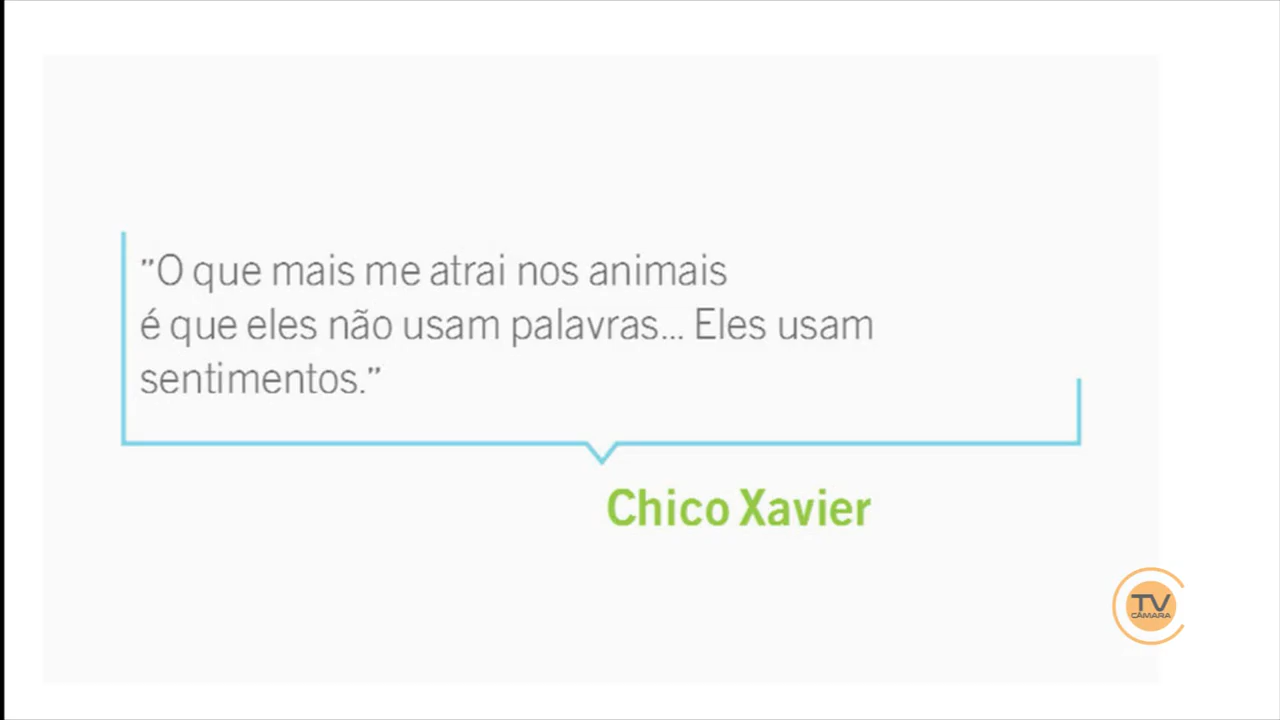 ”O que mais me atrai nos animais
é que eles não usam palavras... Eles usam
sentimentos.”
Chico Xavier
TV
CÂMARA